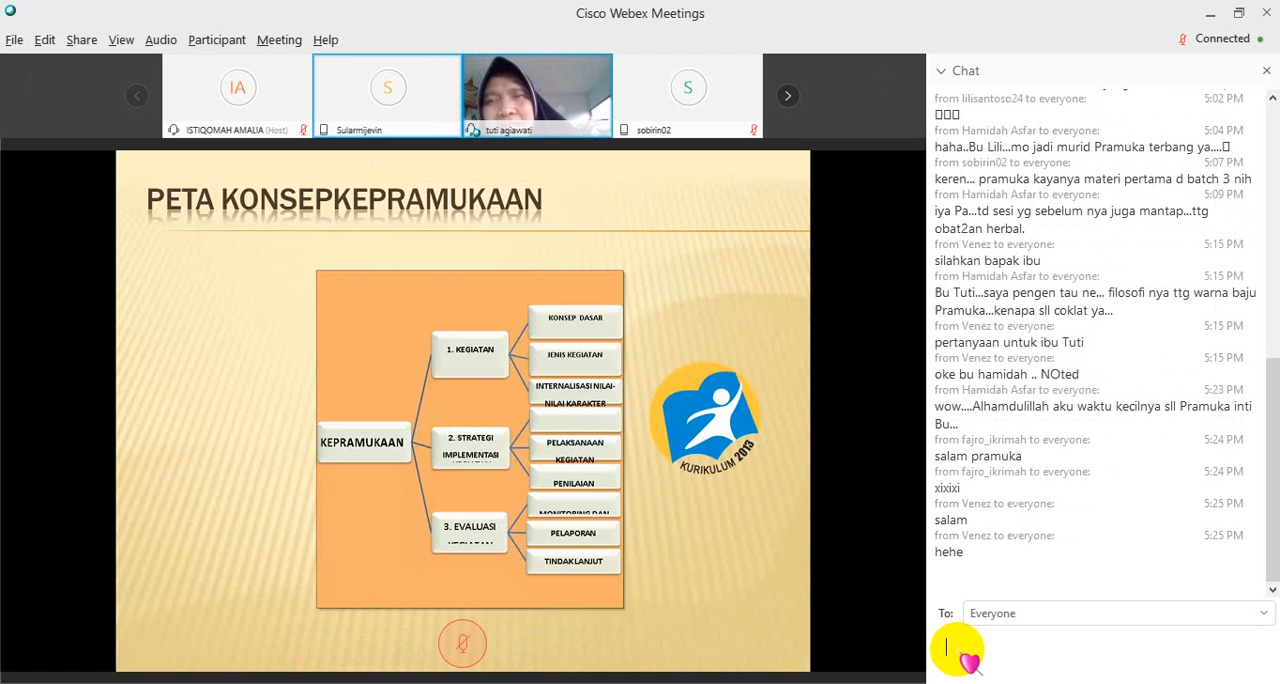 Cisco Webex Meetings
File Edit Share View Audio Participant Meeting Help
Connected
IA
S
S
ISTIQOMAH AMALIA (Host)
Sularmijevin
tuti agiawati
sobirin02
PETA KONSEPKEPRAMUKAAN
KEPRAMUKAAN
1. KEGIATAN
KONSEP DASAR
JENIS KEGIATAN
INTERNALISASI NILAI-
NILAI KARAKTER
2. STRATEGI
IMPLEMENTASI
PELAKSANAAN
KEGIATAN
PENILAIAN
3. EVALUASI
KEGIATAN
MONITORING DAN
PELAPORAN
TINDAK LANJUT
KURIKULUM 2013
Chat
from lilisantoso24 to everyone: 5:02 PM
from Hamidah Asfar to everyone: 5:04 PM
haha..Bu Lili...mo jadi murid Pramuka terbang ya....
from sobirin02 to everyone: 5:07 PM
keren... pramuka kayanya materi pertama d batch 3 nih
from Hamidah Asfar to everyone: 5:09 PM
iya Pa...td sesi yg sebelum nya juga mantap...ttg
obat2an herbal.
from Venez to everyone: 5:15 PM
silahkan bapak ibu
from Hamidah Asfar to everyone: 5:15 PM
Bu Tuti...saya pengen tau ne... filosofi nya ttg warna baju
Pramuka...kenapa sll coklat ya...
from Venez to everyone: 5:15 PM
pertanyaan untuk ibu Tuti
from Venez to everyone: 5:15 PM
oke bu hamidah .. NOted
from Hamidah Asfar to everyone: 5:23 PM
wow....Alhamdulillah aku waktu kecilnya sll Pramuka inti
Bu...
from fajro_ikrimah to everyone: 5:24 PM
salam pramuka
from fajro_ikrimah to everyone: 5:24 PM
xixixi
from Venez to everyone: 5:25 PM
salam
from Venez to everyone: 5:25 PM
hehe
To: Everyone